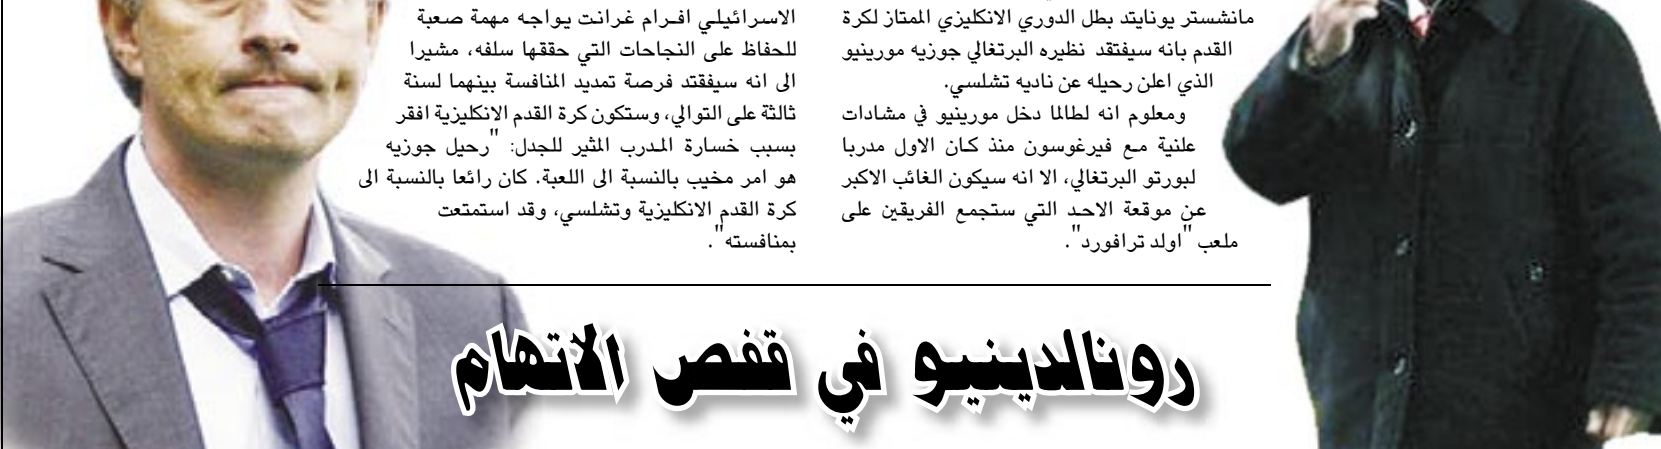 مانشستر يونايتد بطل الدوري الانكليزي الممتاز لكرة
القدم بانه سيفتقد نظيره البرتغالي جوزيه مورينيو
الذي اعلن رحيله عن ناديه تشلسي.
ومعلوم انه لطالما دخل مورينيو في مشادات
علنية مع فيرغوسون منذ كان الاول مدربا
لبورتو البرتغالي، الا انه سيكون الغائب الاكبر
عن موقعة الاحد التي ستجمع الفريقين على
ملعب "اولد ترافورد".
الاسرائيلي افرام غرانت يواجه مهمة صعبة
للحفاظ على النجاحات التي حققها سلفه، مشيرا
الى انه سيفقتد فرصة تمديد المنافسة بينهما لسنة
ثالثة على التوالي، وستكون كرة القدم الانكليزية افقر
بسبب خسارة المدرب المثير للجدل: "رحيل جوزيه
هو امر مخيب بالنسبة الى اللعبة. كان رائعا بالنسبة الى
كرة القدم الانكليزية وتشلسي، وقد استمتعت
بمنافسته".
رونالدينيو في قفص الاتهام